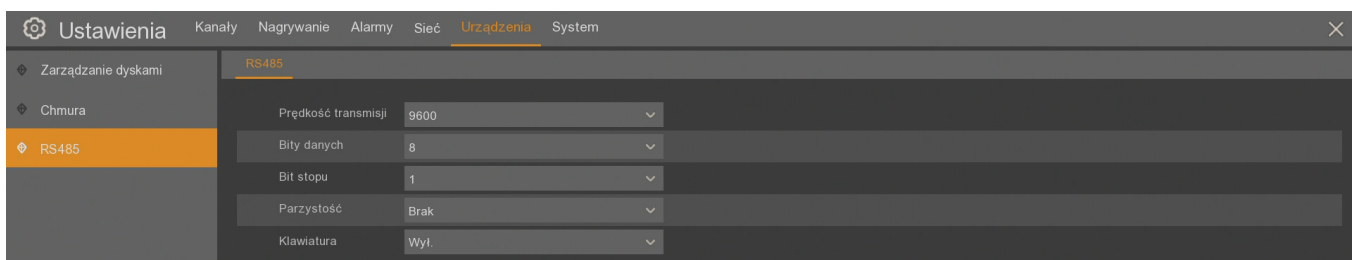 Ustawienia Kanały Nagrywanie Alarmy Sieć Urządzenia System
Zarządzanie dyskami
Chmura
RS485
RS485
Prędkość transmisji 9600
Bity danych 8
Bit stopu 1
Parzystość Brak
Klawiatura Wył.